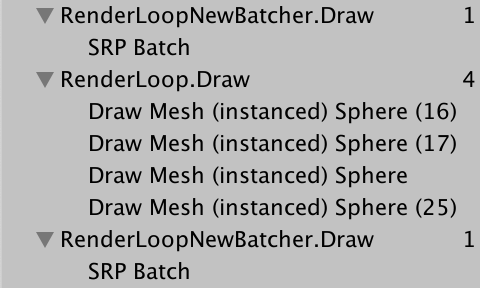 RenderLoopNewBatcher.Draw 1
SRP Batch
RenderLoop.Draw 4
Draw Mesh (instanced) Sphere (16)
Draw Mesh (instanced) Sphere (17)
Draw Mesh (instanced) Sphere
Draw Mesh (instanced) Sphere (25)
RenderLoopNewBatcher.Draw 1
SRP Batch